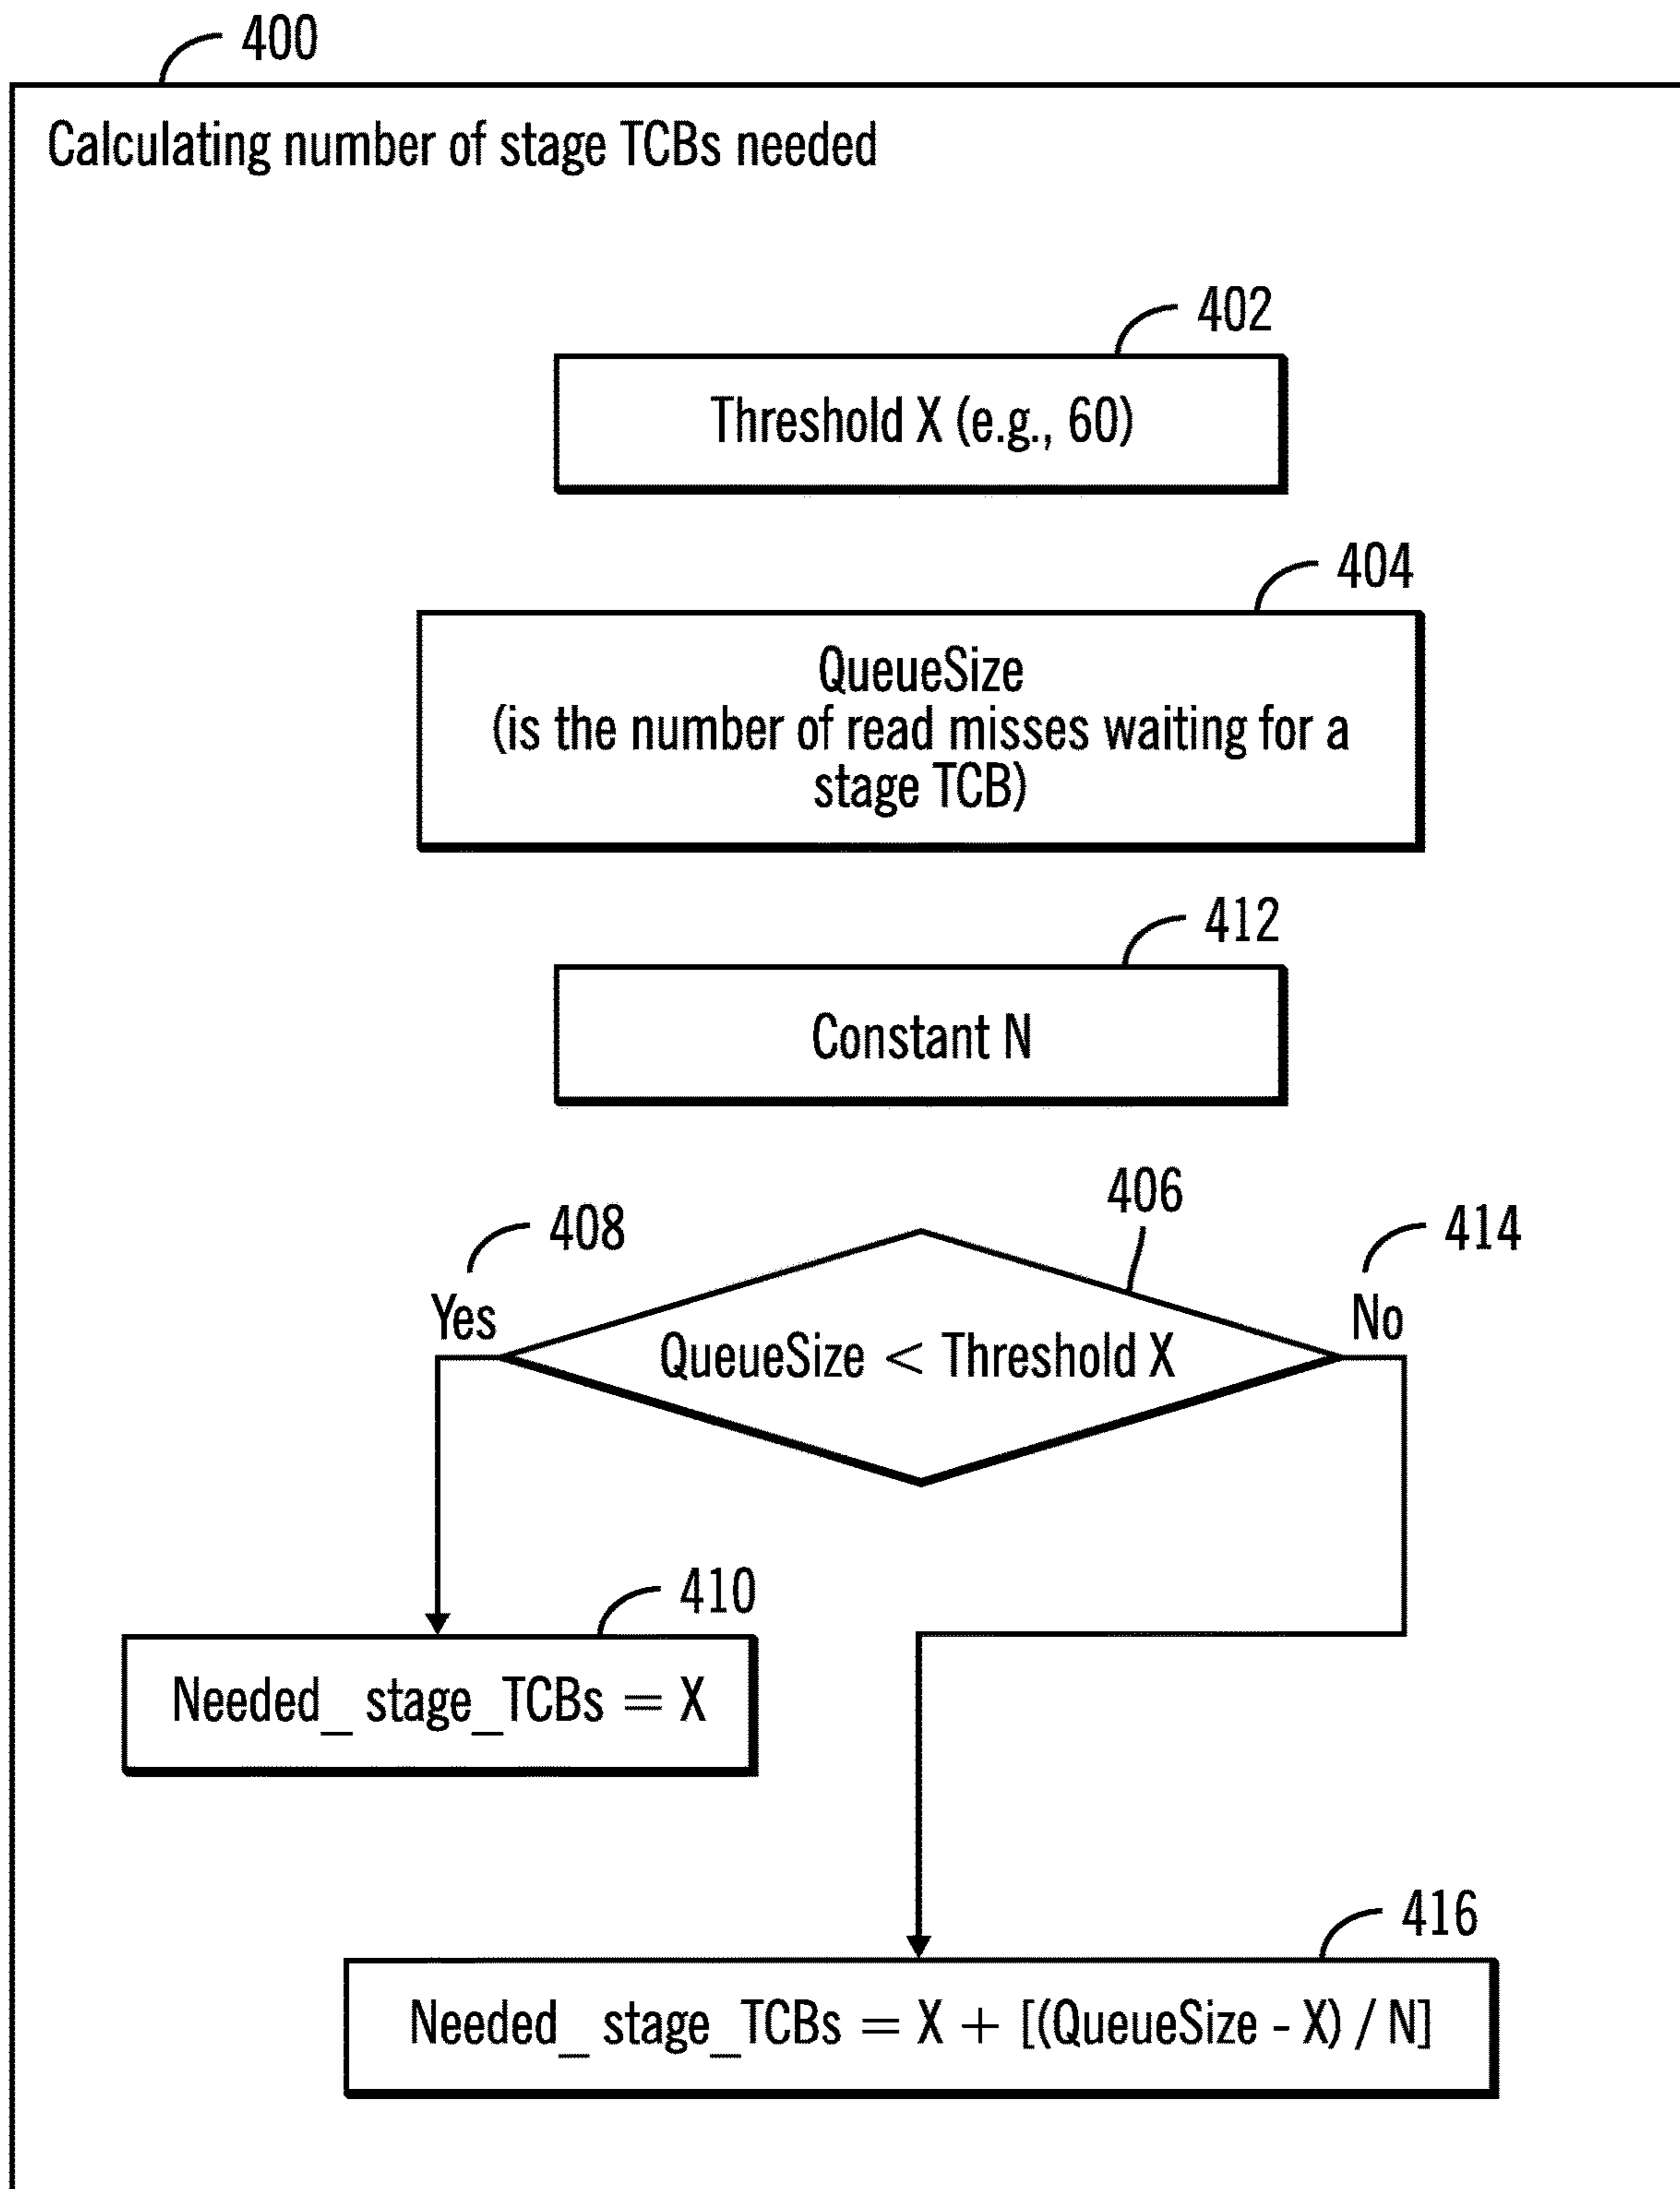 400
Calculating number of stage TCBs needed
402
Threshold X (e.g., 60)
404
QueueSize
(is the number of read misses waiting for a
stage TCB)
412
Constant N
406
408
414
Yes
No
QueueSize < Threshold X
410
Needed_ stage_TCBs = X
416
Needed_ stage_TCBs = X + [(QueueSize - X) / N]